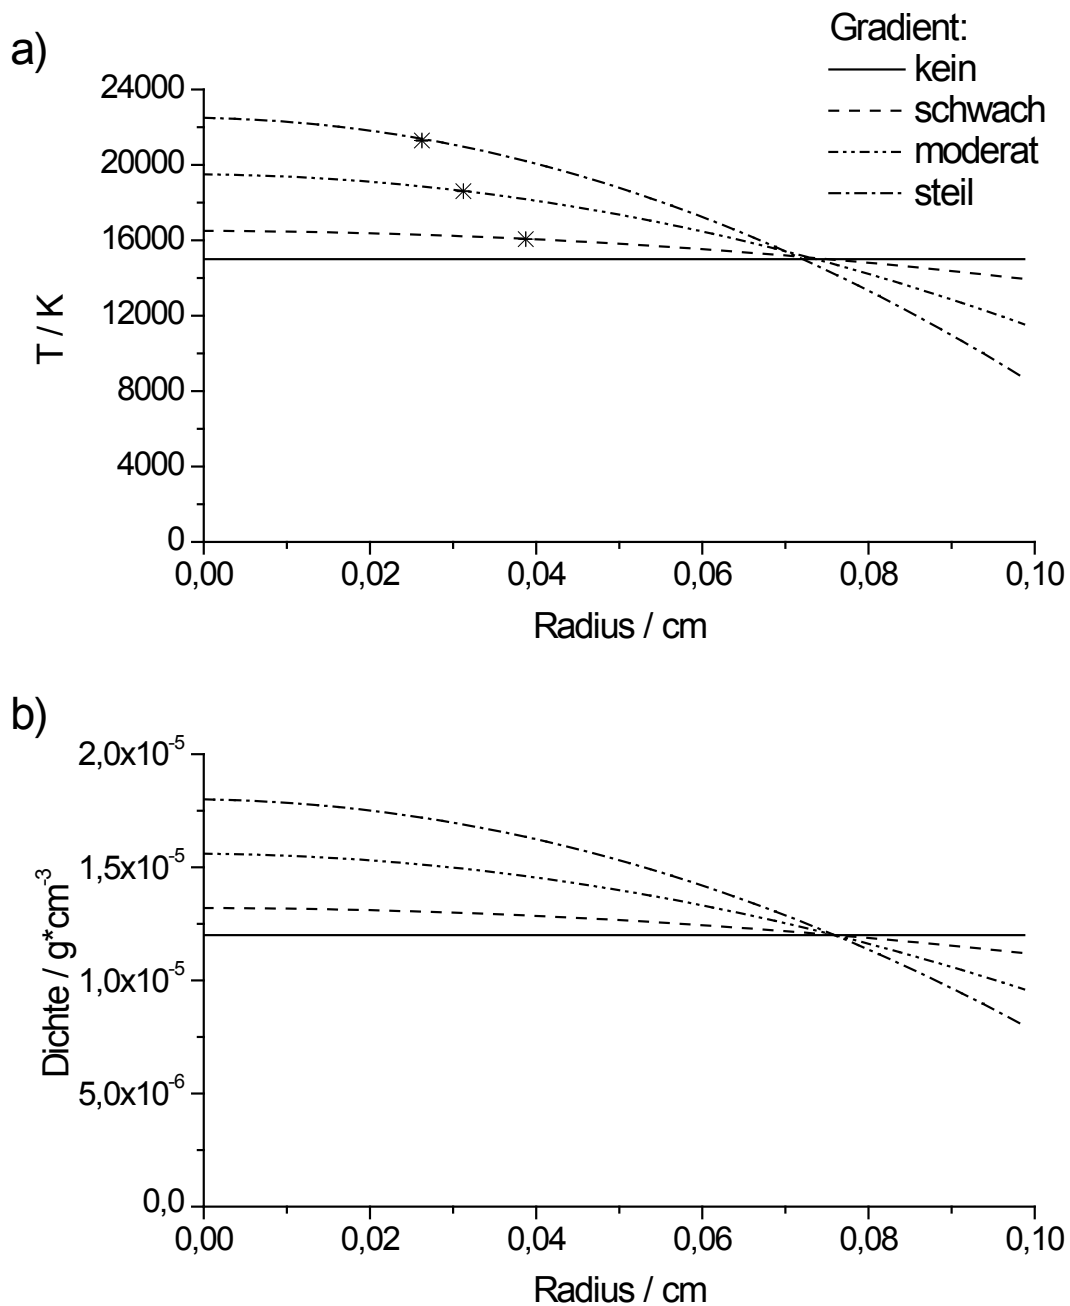 a)
Gradient:
kein
schwach
moderat
steil
24000
20000
16000
12000
8000
4000
0
T / K
0,00 0,02 0,04 0,06 0,08 0,10
Radius / cm
b)
2,0x10⁻⁵
1,5x10⁻⁵
1,0x10⁻⁵
5,0x10⁻⁶
0,0
Dichte / g*cm⁻³
0,00 0,02 0,04 0,06 0,08 0,10
Radius / cm